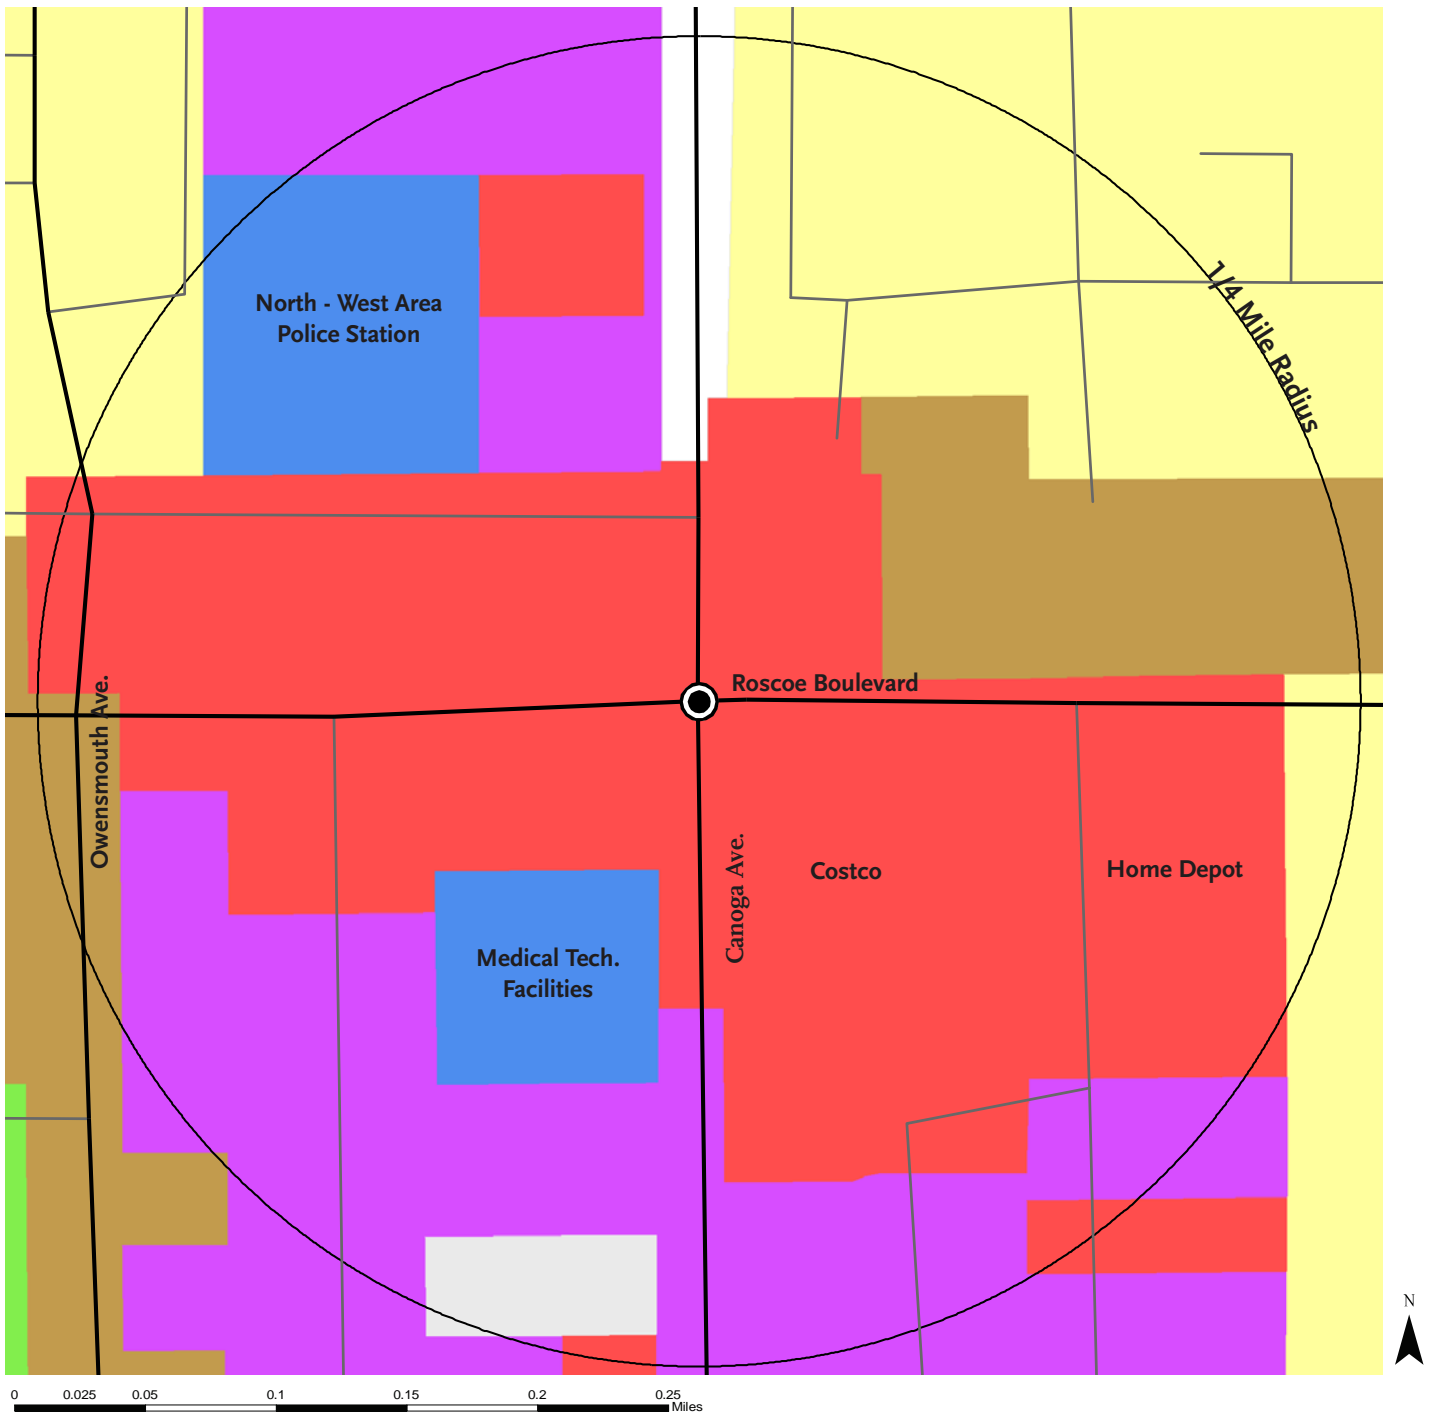 North - West Area
Police Station
1/4 Mile Radius
Roscoe Boulevard
Owensmouth Ave.
Canoga Ave.
Costco
Home Depot
Medical Tech.
Facilities
N
0 0.025 0.05 0.1 0.15 0.2 0.25
Miles